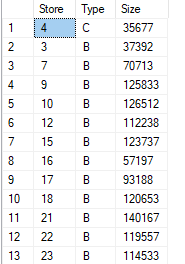 Store Type Size
1 4 C 35677
2 3 B 37392
3 7 B 70713
4 9 B 125833
5 10 B 126512
6 12 B 112238
7 15 B 123737
8 16 B 57197
9 17 B 93188
10 18 B 120653
11 21 B 140167
12 22 B 119557
13 23 B 114533